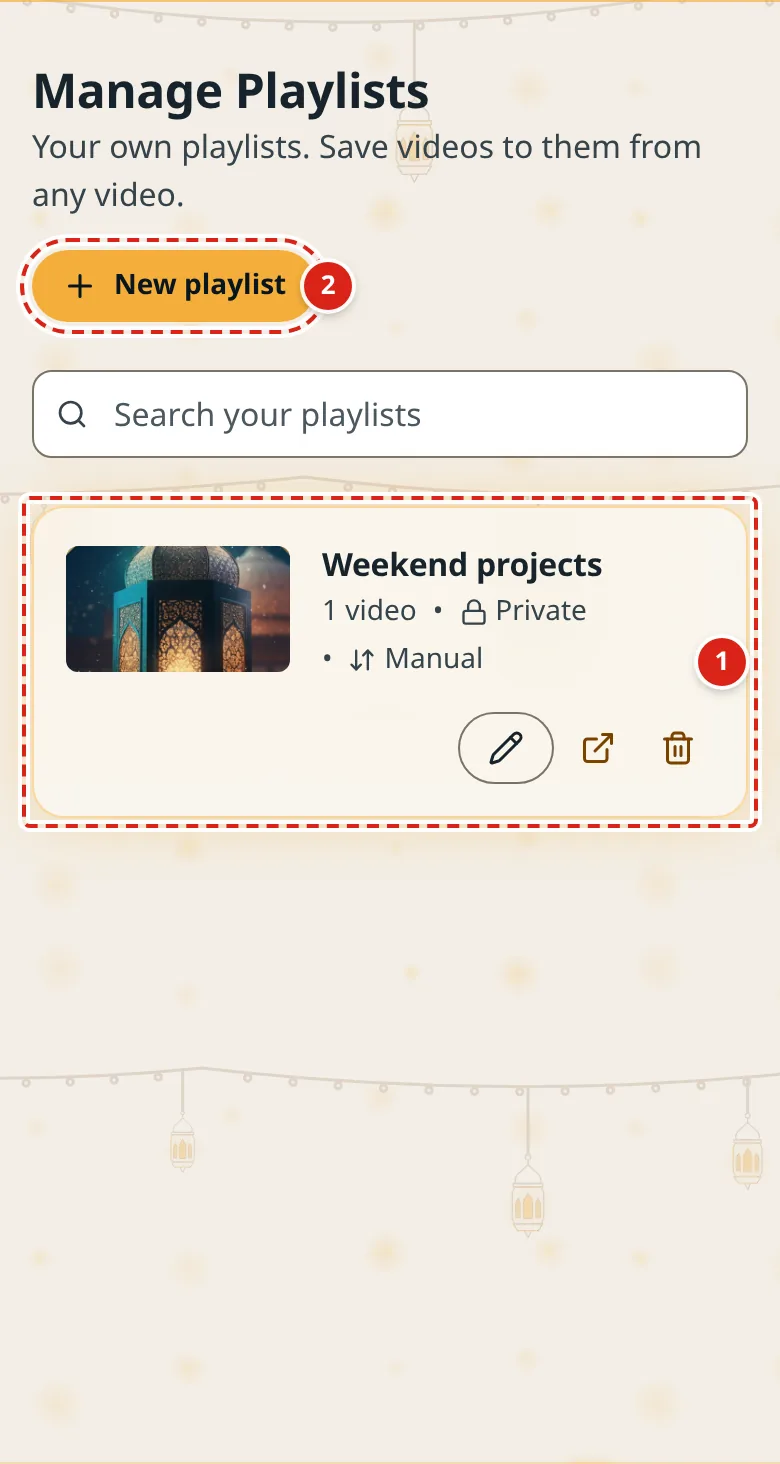 Manage Playlists
Your own playlists. Save videos to them from
any video.
New playlist
2
Search your playlists
Weekend projects
1 video • Private
• Manual
1